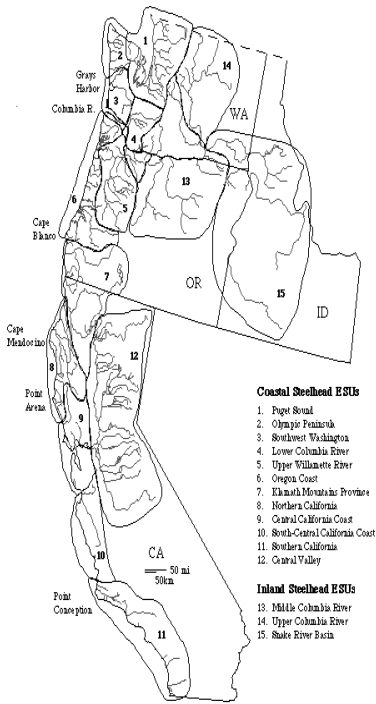 1
2
14
Grays
Harbor
3
Columbia R.
WA
4
13
6
5
Cape
Blanco
7
OR
15
ID
Cape
Mendocino
12
8
Point
Arena
9
Coastal Steelhead ESUs
1. Puget Sound
2. Olympic Peninsula
3. Southwest Washington
4. Lower Columbia River
5. Upper Willamette River
6. Oregon Coast
7. Klamath Mountains Province
8. Northern California
9. Central California Coast
10. South-Central California Coast
11. Southern California
12. Central Valley
10
CA
50 mi
50km
Point
Conception
Inland Steelhead ESUs
13. Middle Columbia River
14. Upper Columbia River
15. Snake River Basin
11